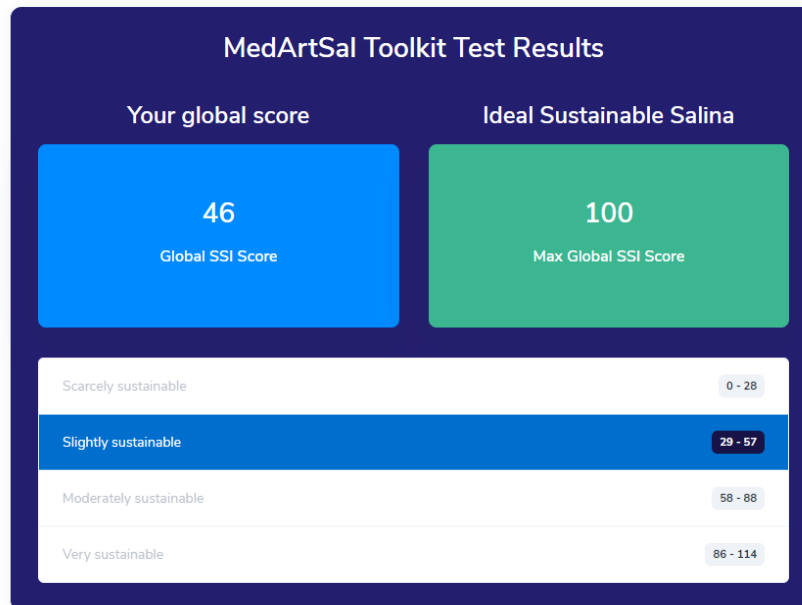 MedArtSal Toolkit Test Results
Your global score
Ideal Sustainable Salina
46
Global SSI Score
100
Max Global SSI Score
Scarcely sustainable 0 - 28
Slightly sustainable 29 - 57
Moderately sustainable 58 - 88
Very sustainable 86 - 114